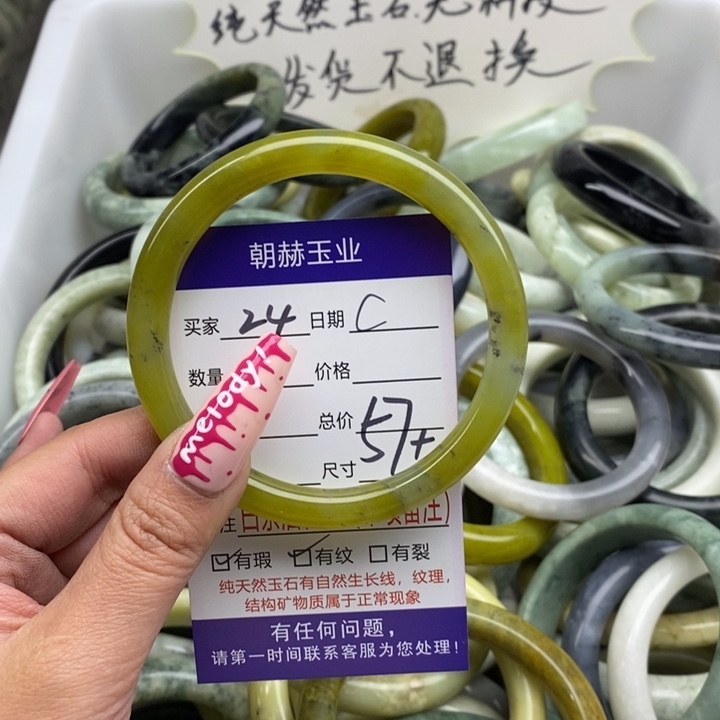 纯天然玉石.无
发货不退换
朝赫玉业
买家 24 日期 C
数量 价格
总价
尺寸 57+
melody!
有瑕 有纹 有裂
纯天然玉石有自然生长线，纹理，
结构矿物质属于正常现象
有任何问题，
请第一时间联系客服为您处理！